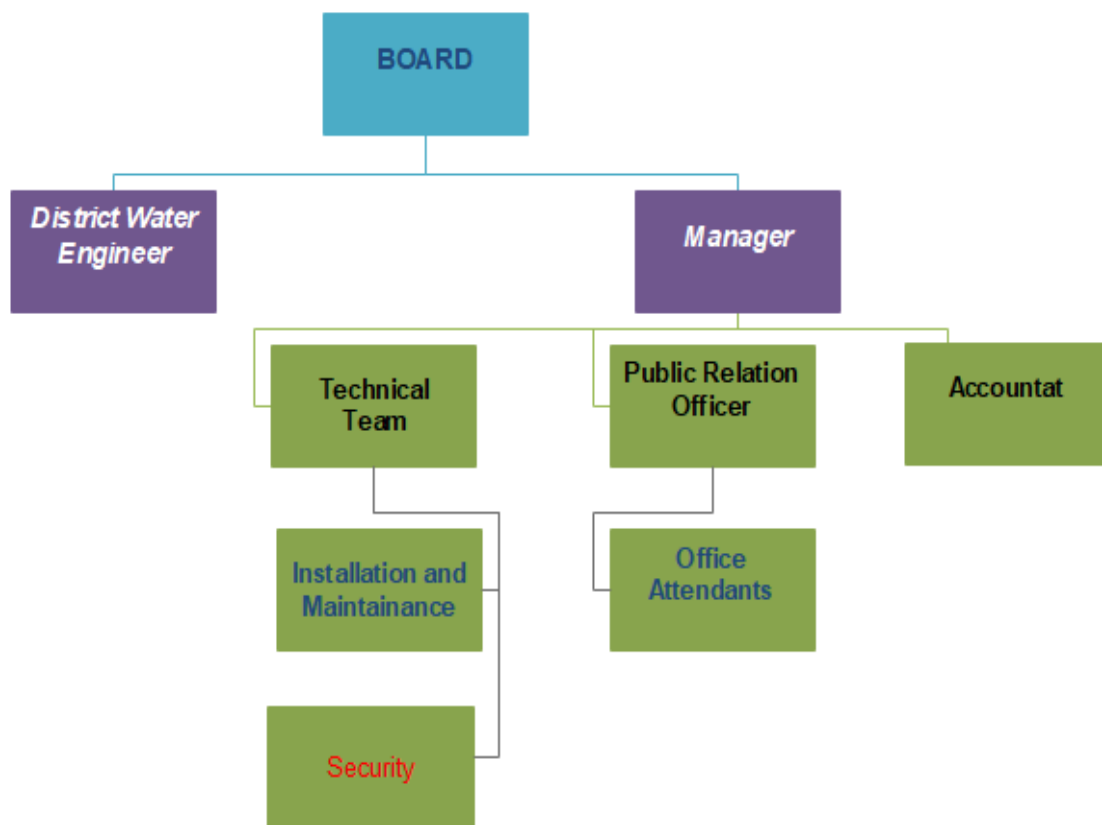 BOARD
District Water
Engineer
Manager
Technical
Team
Public Relation
Officer
Accountat
Installation and
Maintainance
Office
Attendants
Security